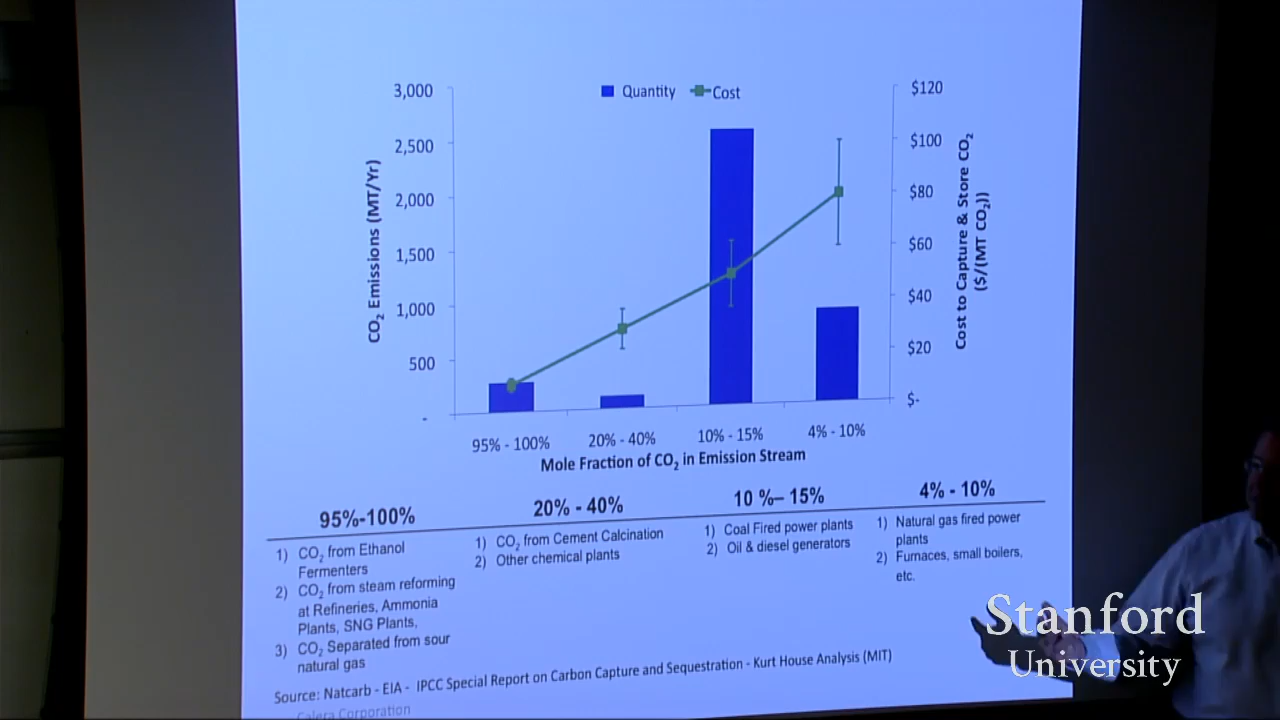 Quantity
Cost
3,000
2,500
2,000
1,500
1,000
500
-
CO₂ Emissions (MT/Yr)
$120
$100
$80
$60
$40
$20
$-
Cost to Capture & Store CO₂
($/(MT CO₂))
95% - 100%
20% - 40%
10% - 15%
4% - 10%
Mole Fraction of CO₂ in Emission Stream
95%-100%
1) CO₂ from Ethanol
Fermenters
2) CO₂ from steam reforming
at Refineries, Ammonia
Plants, SNG Plants,
3) CO₂ Separated from sour
natural gas
20% - 40%
1) CO₂ from Cement Calcination
2) Other chemical plants
10 %– 15%
1) Coal Fired power plants
2) Oil & diesel generators
4% - 10%
1) Natural gas fired power
plants
2) Furnaces, small boilers,
etc.
Source: Natcarb - EIA - IPCC Special Report on Carbon Capture and Sequestration - Kurt House Analysis (MIT)
Calera Corporation
Stanford
University